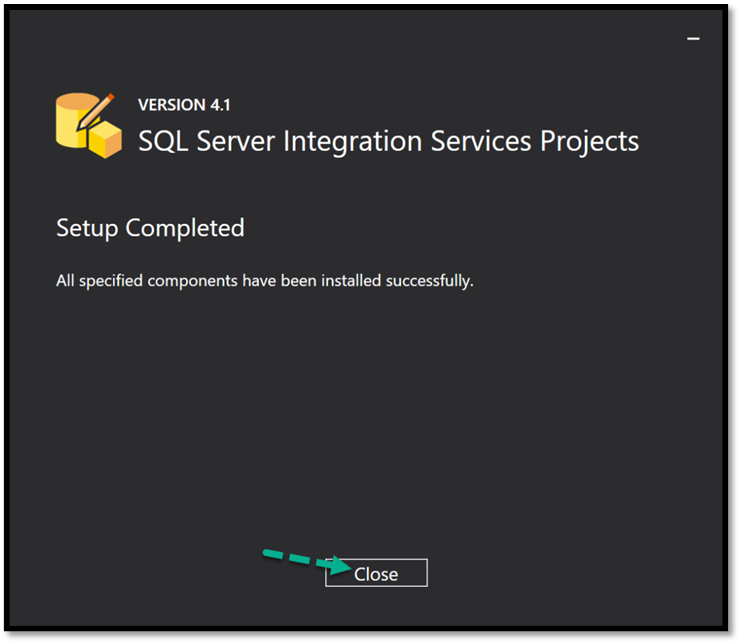 VERSION 4.1
SQL Server Integration Services Projects
Setup Completed
All specified components have been installed successfully.
Close